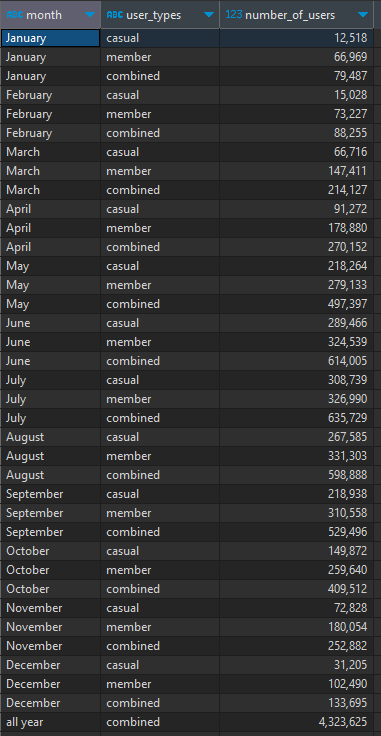 ABC month ABC user_types 123 number_of_users
January casual 12,518
January member 66,969
January combined 79,487
February casual 15,028
February member 73,227
February combined 88,255
March casual 66,716
March member 147,411
March combined 214,127
April casual 91,272
April member 178,880
April combined 270,152
May casual 218,264
May member 279,133
May combined 497,397
June casual 289,466
June member 324,539
June combined 614,005
July casual 308,739
July member 326,990
July combined 635,729
August casual 267,585
August member 331,303
August combined 598,888
September casual 218,938
September member 310,558
September combined 529,496
October casual 149,872
October member 259,640
October combined 409,512
November casual 72,828
November member 180,054
November combined 252,882
December casual 31,205
December member 102,490
December combined 133,695
all year combined 4,323,625